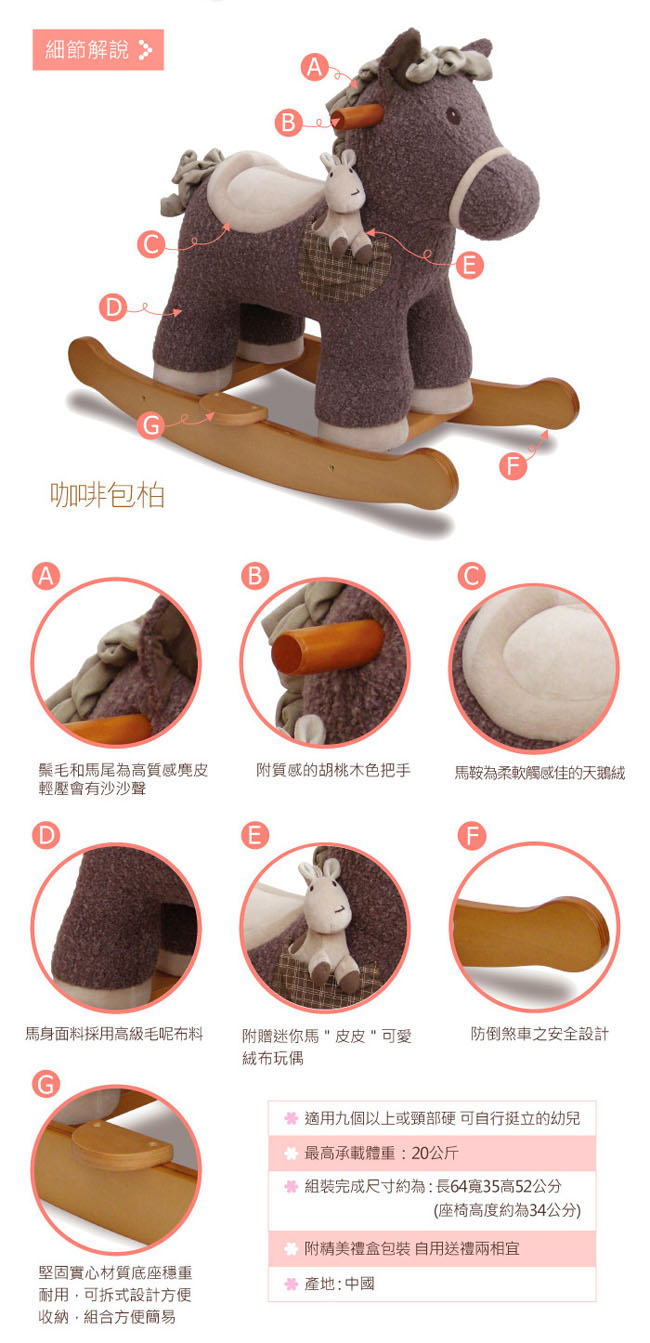 細節解說
A
B
C
E
D
G
F
咖啡包柏
A
B
C
鬃毛和馬尾為高質感麂皮
輕壓會有沙沙聲
附質感的胡桃木色把手
馬鞍為柔軟觸感佳的天鵝絨
D
E
F
馬身面料採用高級毛呢布料
附贈迷你馬＂皮皮＂可愛
絨布玩偶
防倒煞車之安全設計
G
堅固實心材質底座穩重
耐用，可拆式設計方便
收納，組合方便簡易
適用九個以上或頸部硬 可自行挺立的幼兒
最高承載體重：20公斤
組裝完成尺寸約為：長64寬35高52公分
(座椅高度約為34公分)
附精美禮盒包裝 自用送禮兩相宜
產地：中國